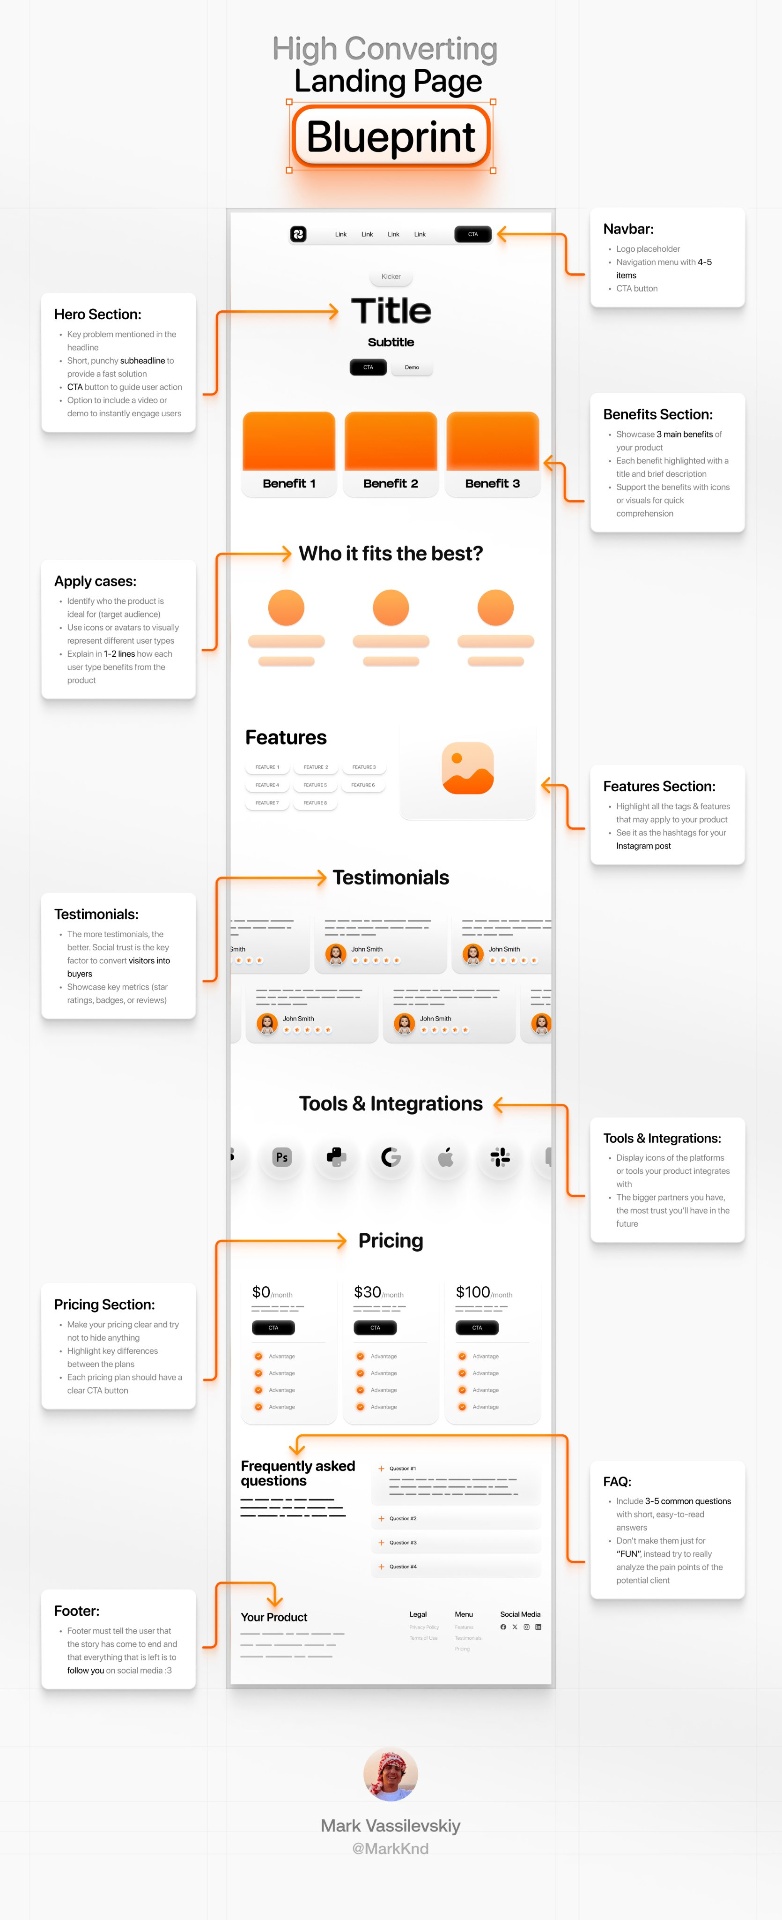 High Converting
Landing Page
Blueprint
Link Link Link Link CTA
Navbar:
• Logo placeholder
• Navigation menu with 4-5
items
• CTA button
Kicker
Title
Subtitle
CTA Demo
Hero Section:
• Key problem mentioned in the
headline
• Short, punchy subheadline to
provide a fast solution
• CTA button to guide user action
• Option to include a video or
demo to instantly engage users
Benefit 1 Benefit 2 Benefit 3
Benefits Section:
• Showcase 3 main benefits of
your product
• Each benefit highlighted with a
title and brief description
• Support the benefits with icons
or visuals for quick
comprehension
Who it fits the best?
Apply cases:
• Identify who the product is
ideal for (target audience)
• Use icons or avatars to visually
represent different user types
• Explain in 1-2 lines how each
user type benefits from the
product
Features
FEATURE 1 FEATURE 2 FEATURE 3
FEATURE 4 FEATURE 5 FEATURE 6
FEATURE 7 FEATURE 8
Features Section:
• Highlight all the tags & features
that may apply to your product
• See it as the hashtags for your
Instagram post
Testimonials
Smith John Smith John Smith
John Smith John Smith
Testimonials:
• The more testimonials, the
better. Social trust is the key
factor to convert visitors into
buyers
• Showcase key metrics (star
ratings, badges, or reviews)
Tools & Integrations
Ps
Tools & Integrations:
• Display icons of the platforms
or tools your product integrates
with
• The bigger partners you have,
the most trust you'll have in the
future
Pricing
$0/month $30/month $100/month
CTA CTA CTA
Advantage Advantage Advantage
Advantage Advantage Advantage
Advantage Advantage Advantage
Advantage Advantage Advantage
Pricing Section:
• Make your pricing clear and try
not to hide anything
• Highlight key differences
between the plans
• Each pricing plan should have a
clear CTA button
Frequently asked
questions
Question #1
Question #2
Question #3
Question #4
FAQ:
• Include 3-5 common questions
with short, easy-to-read
answers
• Don't make them just for
"FUN", instead try to really
analyze the pain points of the
potential client
Footer:
• Footer must tell the user that
the story has come to end and
that everything that is left is to
follow you on social media :3
Your Product
Legal Menu Social Media
Privacy Policy Features
Terms of Use Testimonials
Pricing
Mark Vassilevskiy
@MarkKnd